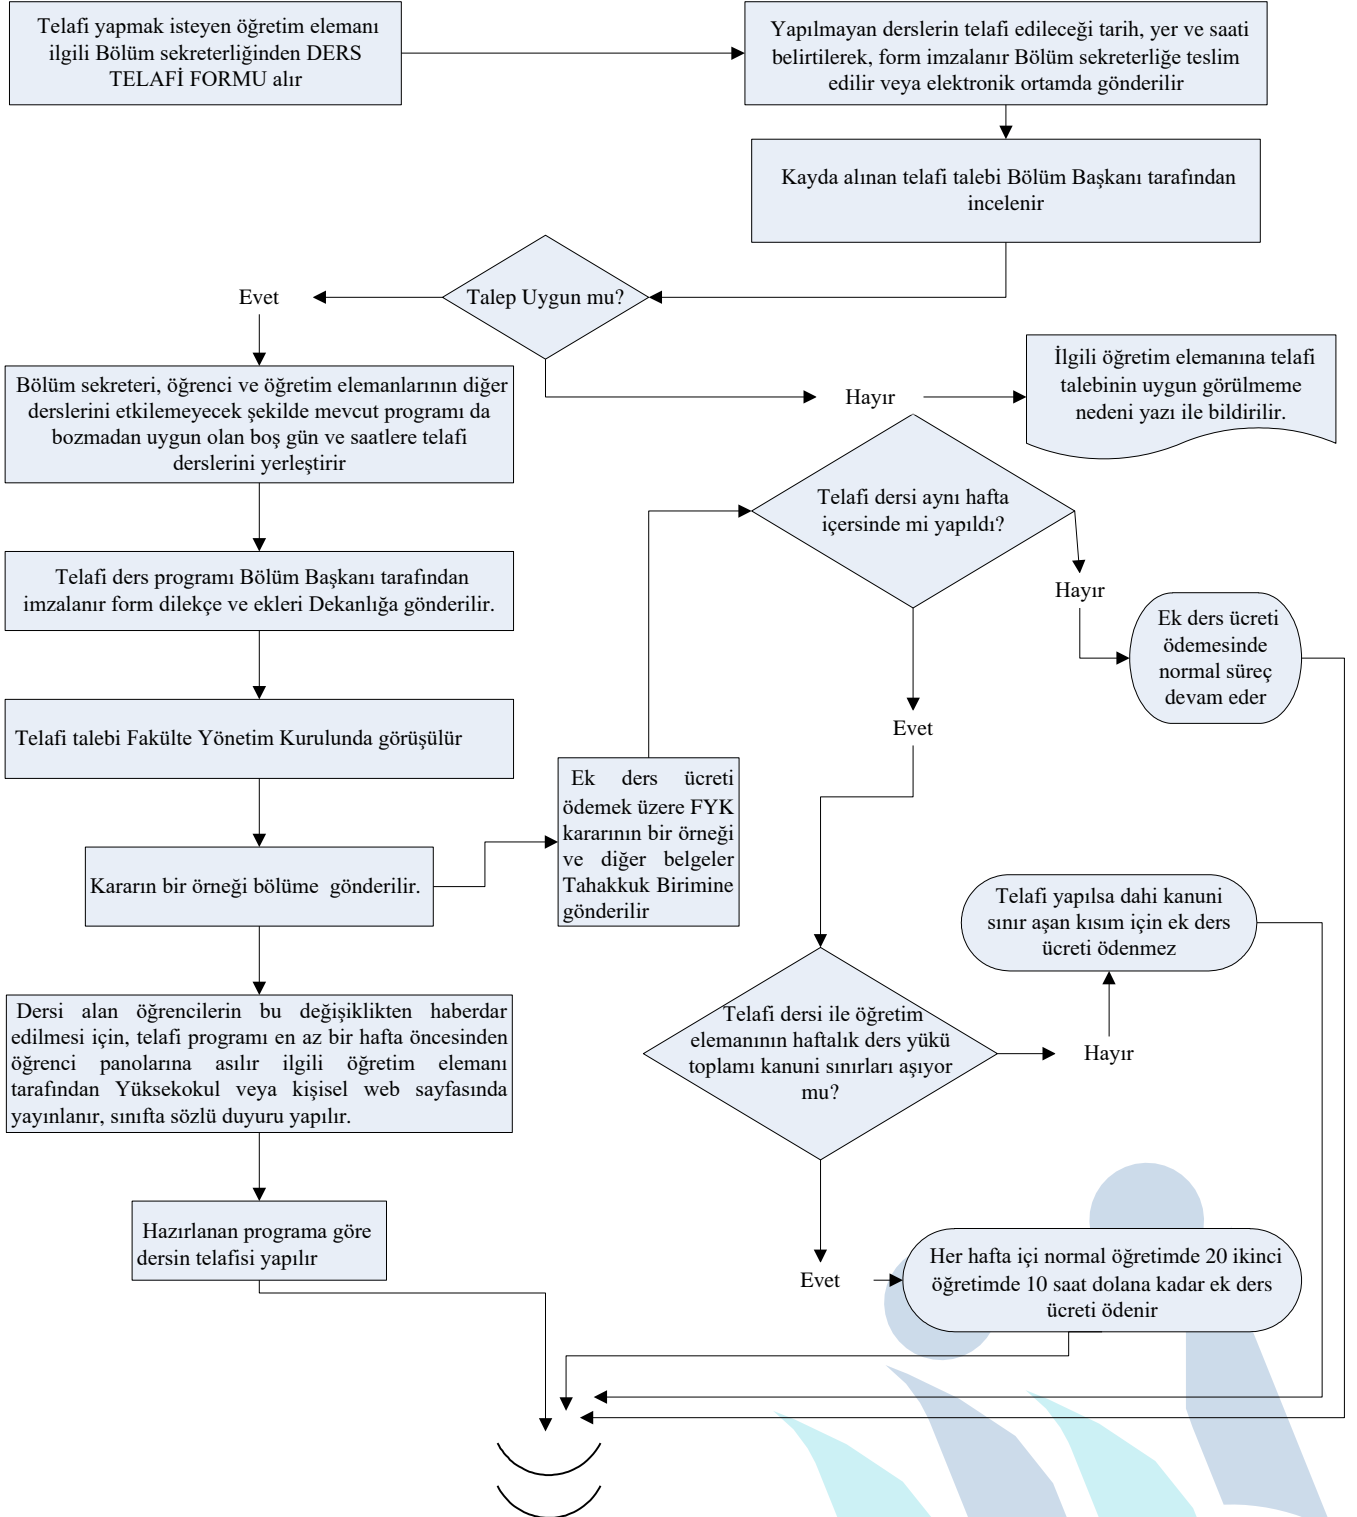 Telafi yapmak isteyen öğretim elemanı
ilgili Bölüm sekreterliğinden DERS
TELAFİ FORMU alır
Yapılmayan derslerin telafi edileceği tarih, yer ve saati
belirtilerek, form imzalanır Bölüm sekreterliğe teslim
edilir veya elektronik ortamda gönderilir
Kayda alınan telafi talebi Bölüm Başkanı tarafından
incelenir
Talep Uygun mu?
Evet
Hayır
İlgili öğretim elemanına telafi
talebinin uygun görülmeme
nedeni yazı ile bildirilir.
Bölüm sekreteri, öğrenci ve öğretim elemanlarının diğer
derslerini etkilemeyecek şekilde mevcut programı da
bozmadan uygun olan boş gün ve saatlere telafi
derslerini yerleştirir
Telafi ders programı Bölüm Başkanı tarafından
imzalanır form dilekçe ve ekleri Dekanlığa gönderilir.
Telafi talebi Fakülte Yönetim Kurulunda görüşülür
Kararın bir örneği bölüme gönderilir.
Ek ders ücreti
ödemek üzere FYK
kararının bir örneği
ve diğer belgeler
Tahakkuk Birimine
gönderilir
Telafi dersi aynı hafta
içersinde mi yapıldı?
Hayır
Ek ders ücreti
ödemesinde
normal süreç
devam eder
Evet
Telafi dersi ile öğretim
elemanının haftalık ders yükü
toplamı kanuni sınırları aşıyor
mu?
Hayır
Telafi yapılsa dahi kanuni
sınır aşan kısım için ek ders
ücreti ödenmez
Evet
Her hafta içi normal öğretimde 20 ikinci
öğretimde 10 saat dolana kadar ek ders
ücreti ödenir
Dersi alan öğrencilerin bu değişiklikten haberdar
edilmesi için, telafi programı en az bir hafta öncesinden
öğrenci panolarına asılır ilgili öğretim elemanı
tarafından Yüksekokul veya kişisel web sayfasında
yayınlanır, sınıfta sözlü duyuru yapılır.
Hazırlanan programa göre
dersin telafisi yapılır